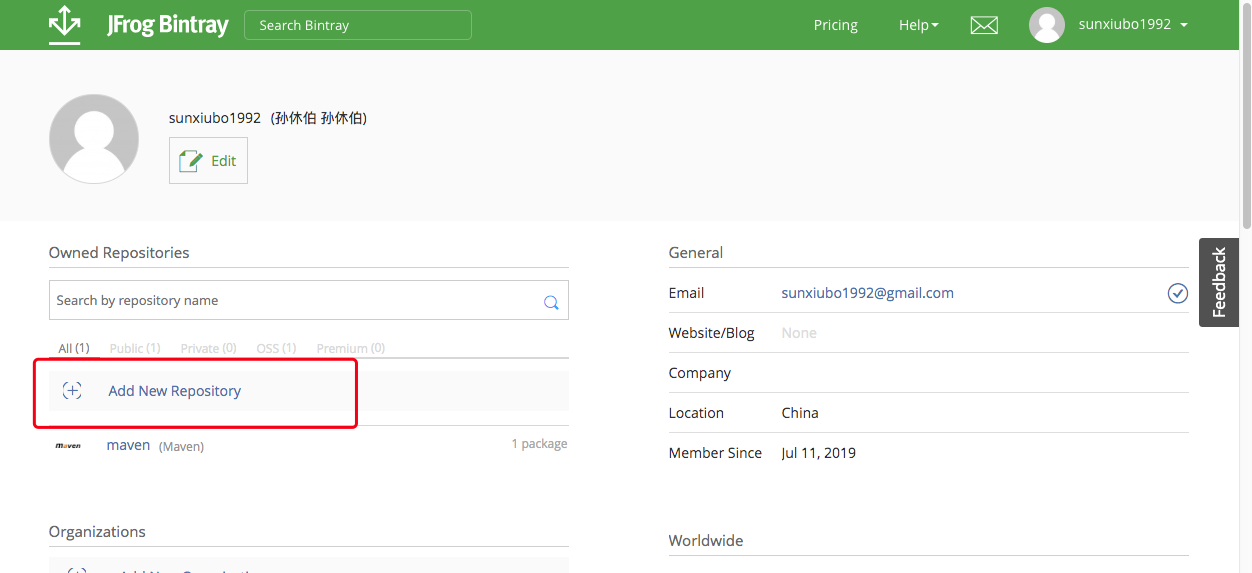 JFrog Bintray
Search Bintray
Pricing
Help
sunxiubo1992
sunxiubo1992 (孙休伯 孙休伯)
Edit
Owned Repositories
Search by repository name
All (1) Public (1) Private (0) OSS (1) Premium (0)
Add New Repository
maven maven (Maven) 1 package
Organizations
General
Email sunxiubo1992@gmail.com
Website/Blog None
Company
Location China
Member Since Jul 11, 2019
Worldwide
Feedback